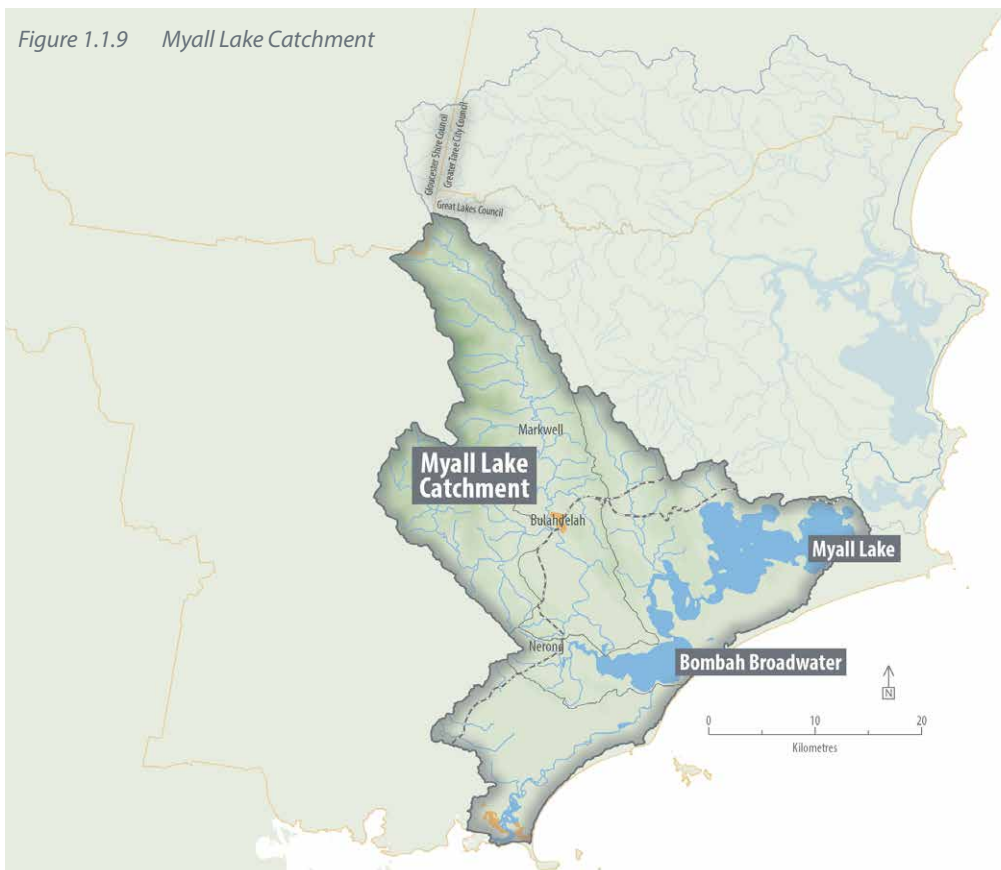 Figure 1.1.9 Myall Lake Catchment
Gloucester Shore Council
Greater Taree City Council
Great Lakes Council
Markwell
Myall Lake
Catchment
Bulahdelah
Myall Lake
Nerong
Bombah Broadwater
N
0 10 20
Kilometres